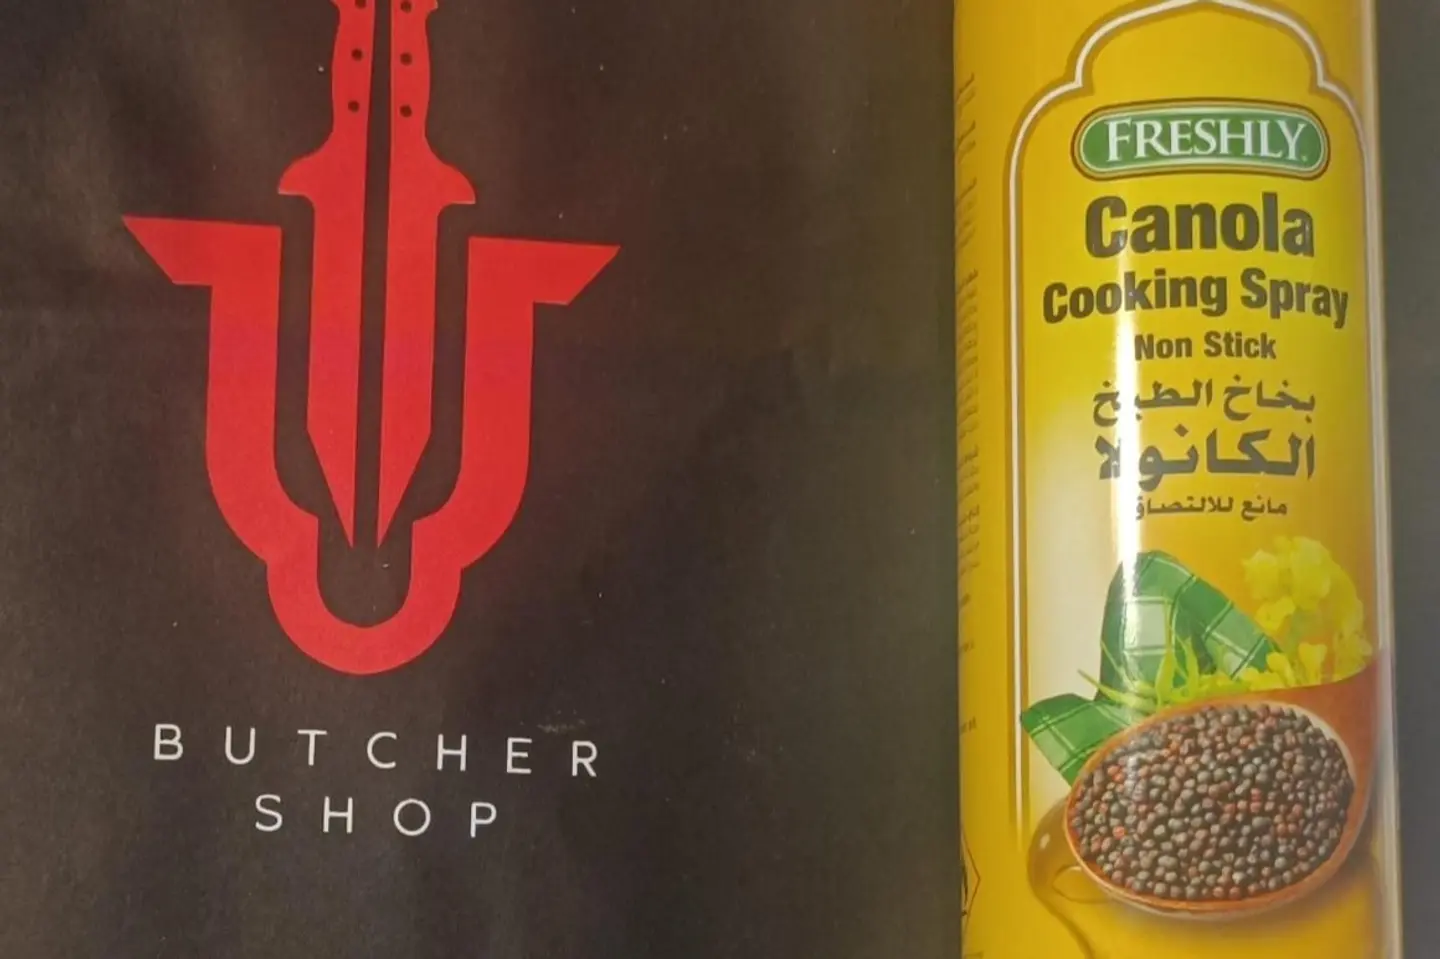 BUTCHER
SHOP
FRESHLY
Canola
Cooking Spray
Non Stick
بخاخ الطبخ
الكانولا
مانع للالتصاق